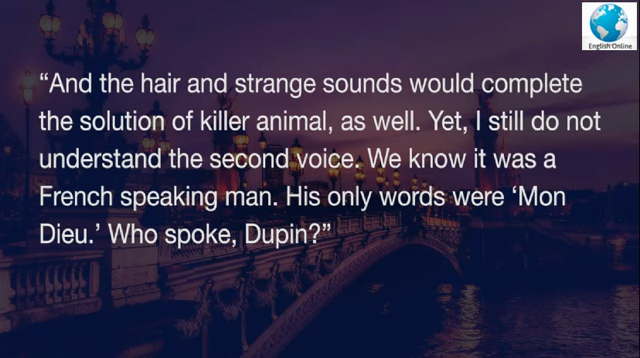 English Online
“And the hair and strange sounds would complete
the solution of killer animal, as well. Yet, I still do not
understand the second voice. We know it was a
French speaking man. His only words were ‘Mon
Dieu.’ Who spoke, Dupin?”